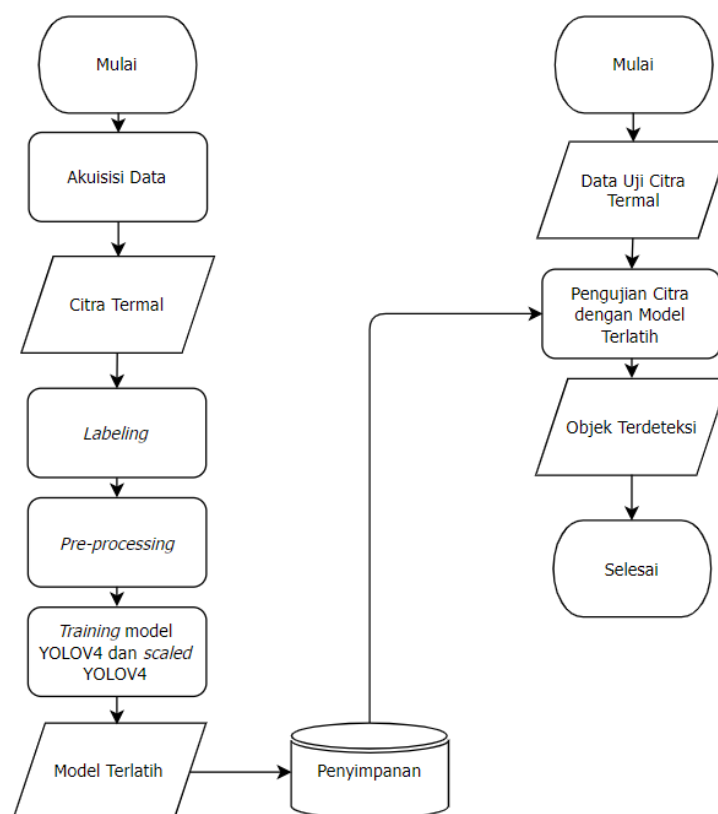 Mulai
Akuisisi Data
Citra Termal
Labeling
Pre-processing
Training model
YOLOV4 dan scaled
YOLOV4
Model Terlatih
Penyimpanan
Mulai
Data Uji Citra
Termal
Pengujian Citra
dengan Model
Terlatih
Objek Terdeteksi
Selesai